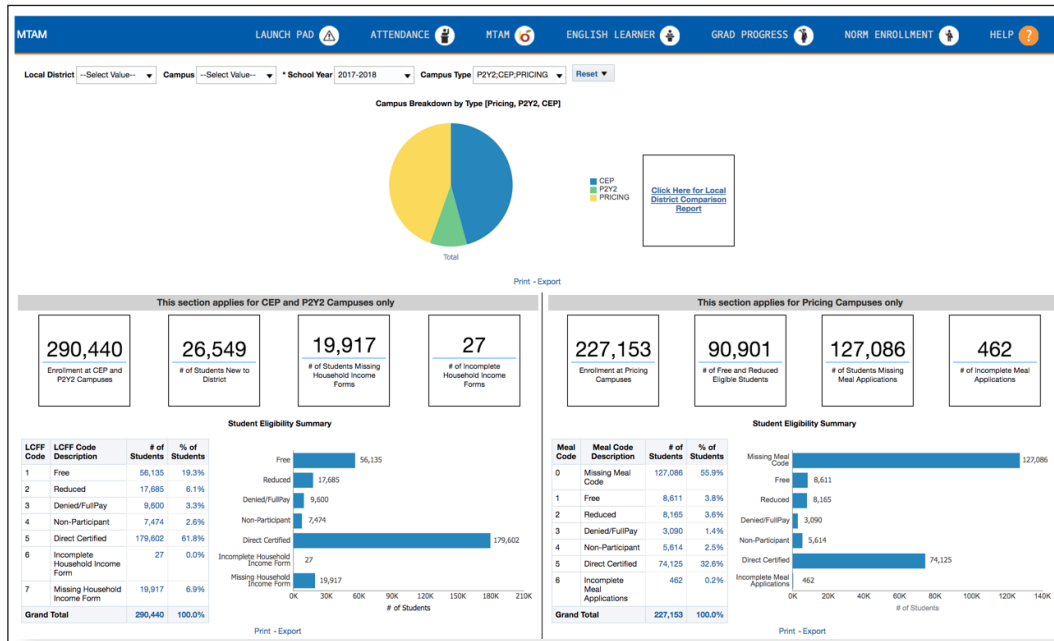 MTAM LAUNCH PAD ATTENDANCE MTAM ENGLISH LEARNER GRAD PROGRESS NORM ENROLLMENT HELP ?
Local District --Select Value-- Campus --Select Value-- * School Year 2017-2018 Campus Type P2Y2;CEP;PRICING Reset
Campus Breakdown by Type [Pricing, P2Y2, CEP]
CEP
P2Y2
PRICING
Click Here for Local
District Comparison
Report
Total
Print - Export
This section applies for CEP and P2Y2 Campuses only
290,440
Enrollment at CEP and
P2Y2 Campuses
26,549
# of Students New to
District
19,917
# of Students Missing
Household Income
Forms
27
# of Incomplete
Household Income
Forms
Student Eligibility Summary
LCFF Code LCFF Code Description # of Students % of Students
1 Free 56,135 19.3%
2 Reduced 17,685 6.1%
3 Denied/FullPay 9,600 3.3%
4 Non-Participant 7,474 2.6%
5 Direct Certified 179,602 61.8%
6 Incomplete Household Income Form 27 0.0%
7 Missing Household Income Form 19,917 6.9%
Grand Total 290,440 100.0%
Free 56,135
Reduced 17,685
Denied/FullPay 9,600
Non-Participant 7,474
Direct Certified 179,602
Incomplete Household
Income Form 27
Missing Household
Income Form 19,917
0K 30K 60K 90K 120K 150K 180K 210K
# of Students
Print - Export
This section applies for Pricing Campuses only
227,153
Enrollment at Pricing
Campuses
90,901
# of Free and Reduced
Eligible Students
127,086
# of Students Missing
Meal Applications
462
# of Incomplete Meal
Applications
Student Eligibility Summary
Meal Code Meal Code Description # of Students % of Students
0 Missing Meal Code 127,086 55.9%
1 Free 8,611 3.8%
2 Reduced 8,165 3.6%
3 Denied/FullPay 3,090 1.4%
4 Non-Participant 5,614 2.5%
5 Direct Certified 74,125 32.6%
6 Incomplete Meal Applications 462 0.2%
Grand Total 227,153 100.0%
Missing Meal
Code 127,086
Free 8,611
Reduced 8,165
Denied/FullPay 3,090
Non-Participant 5,614
Direct Certified 74,125
Incomplete Meal
Applications 462
0K 20K 40K 60K 80K 100K 120K 140K
# of Students
Print - Export